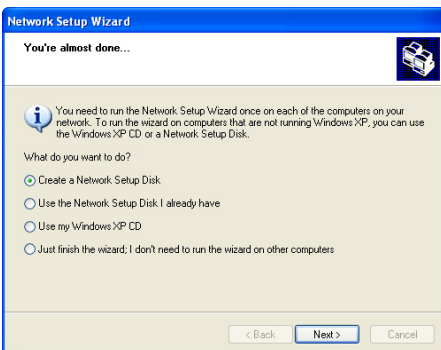 Network Setup Wizard
You're almost done...
You need to run the Network Setup Wizard once on each of the computers on your
network. To run the wizard on computers that are not running Windows XP, you can use
the Windows XP CD or a Network Setup Disk.
What do you want to do?
Create a Network Setup Disk
Use the Network Setup Disk I already have
Use my Windows XP CD
Just finish the wizard; I don't need to run the wizard on other computers
< Back Next > Cancel